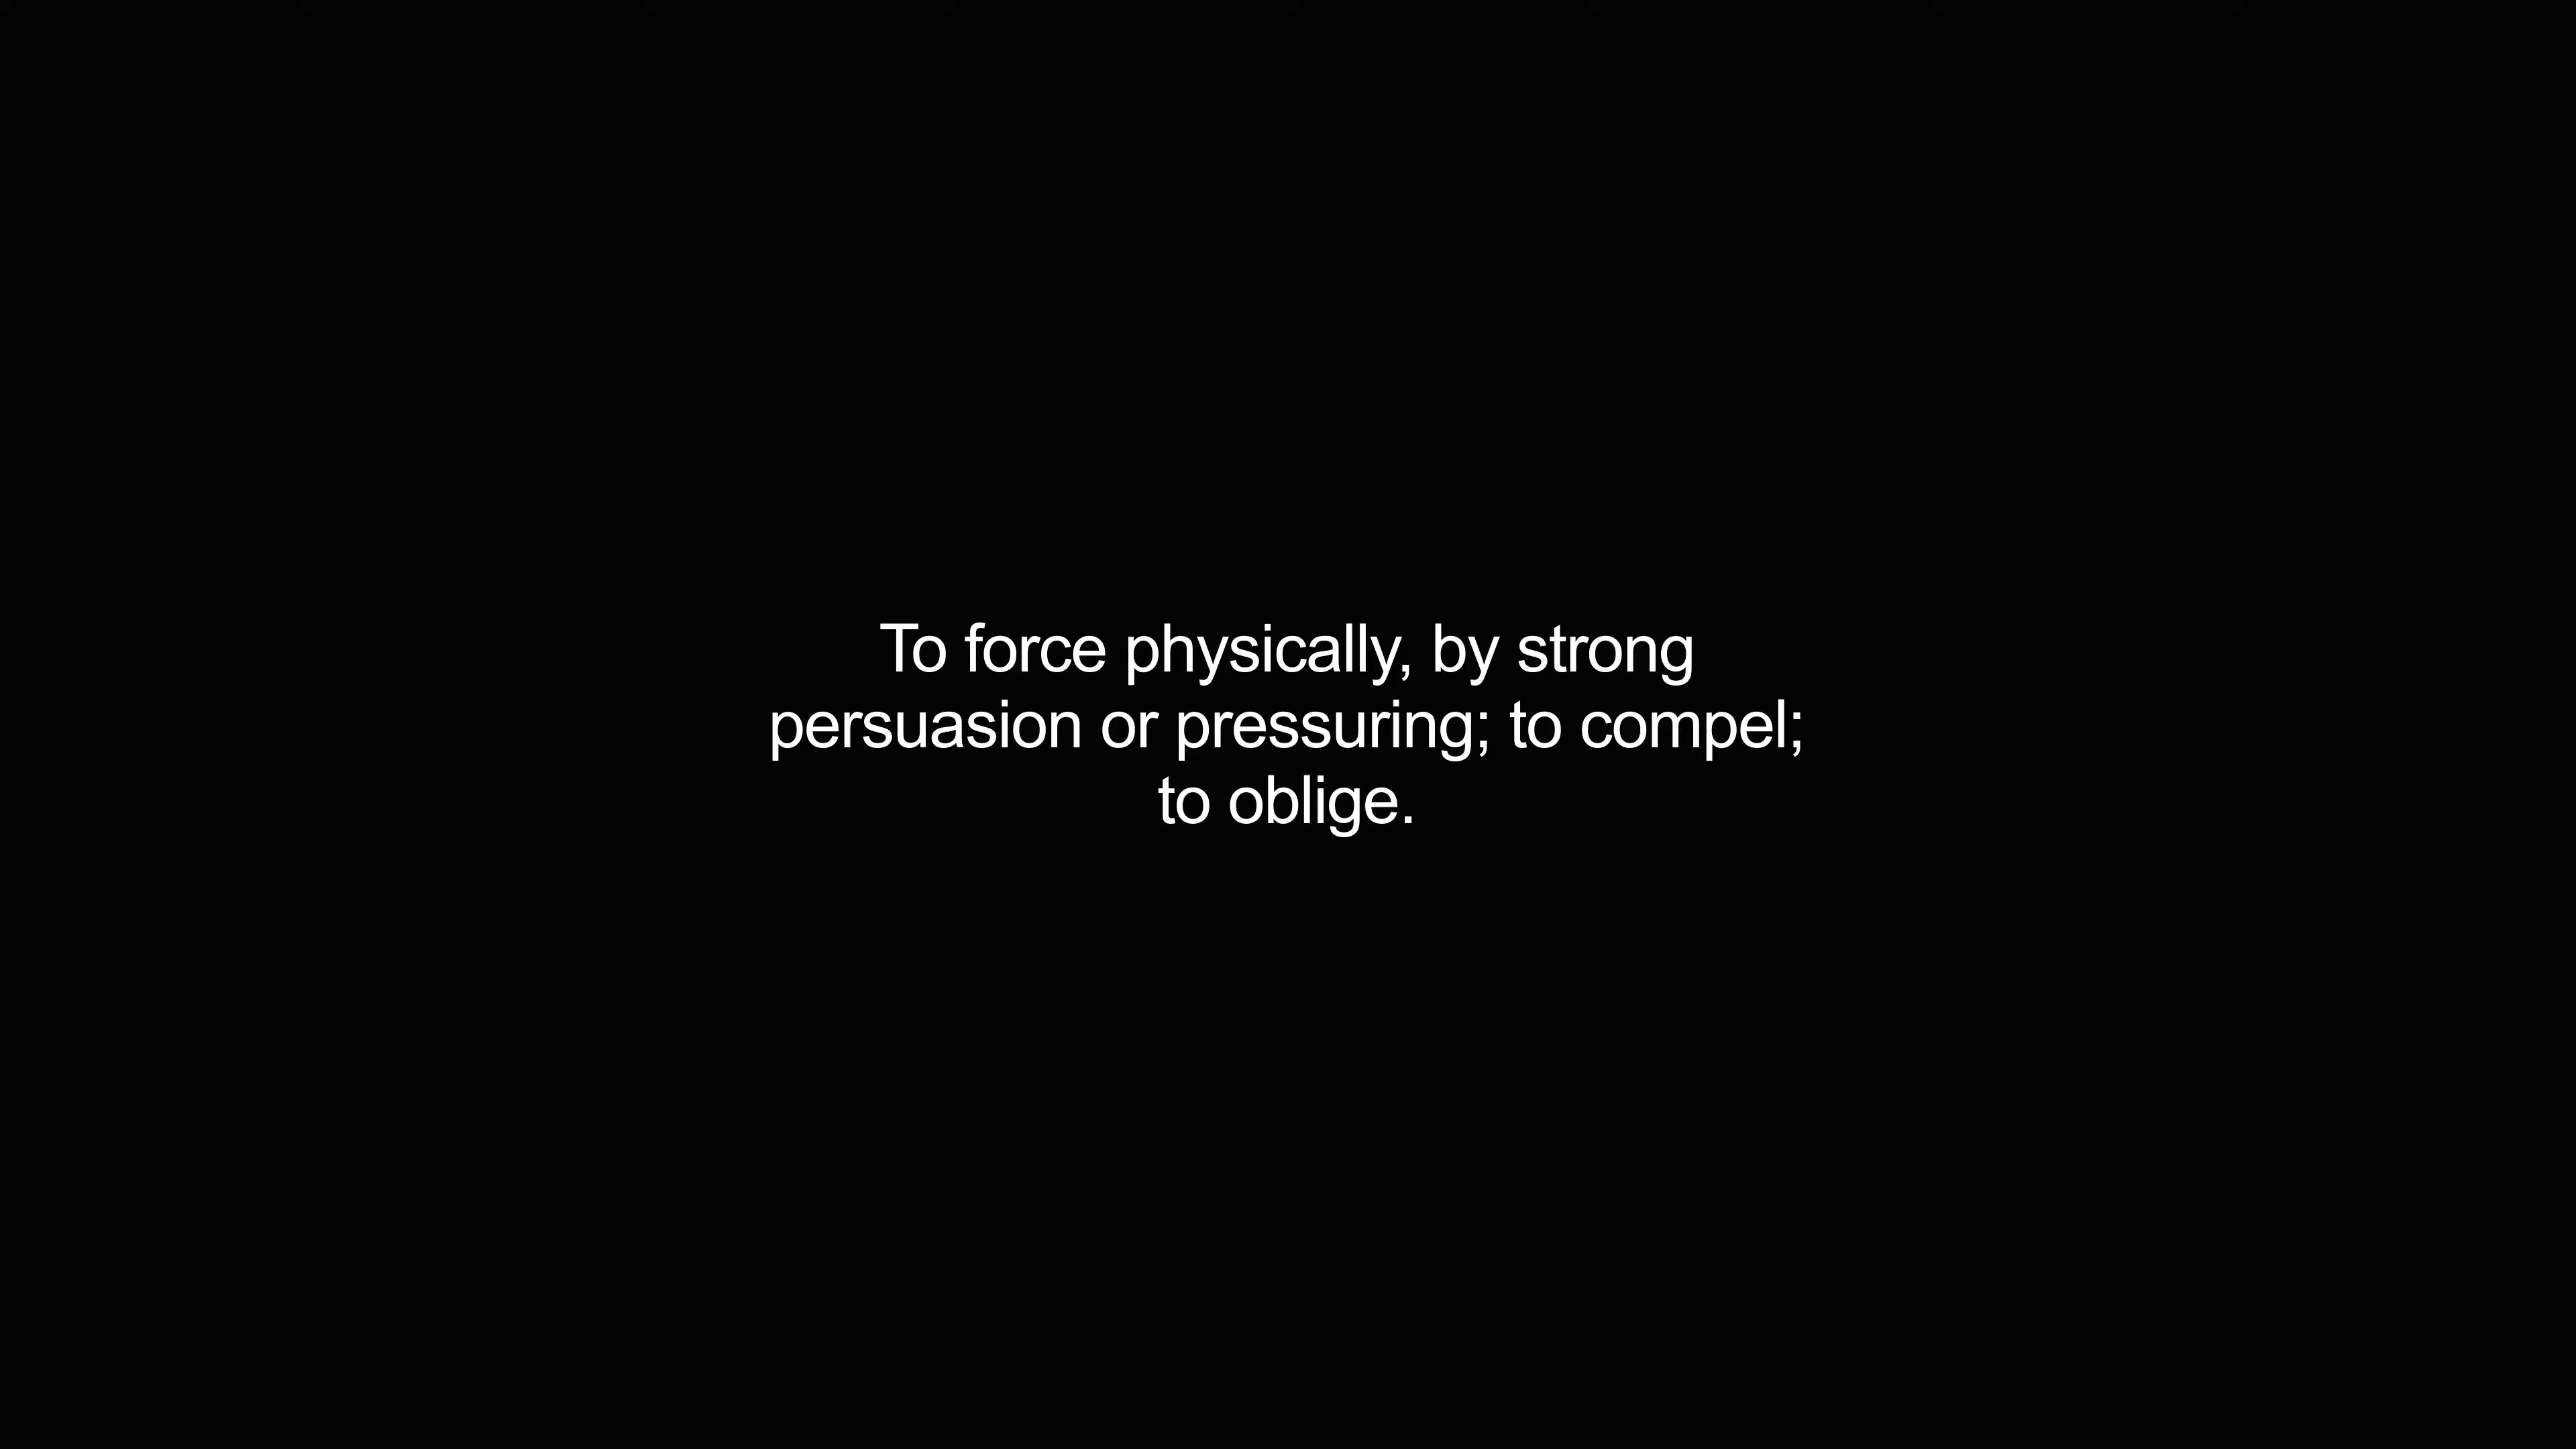 To force physically, by strong
persuasion or pressuring; to compel;
to oblige.